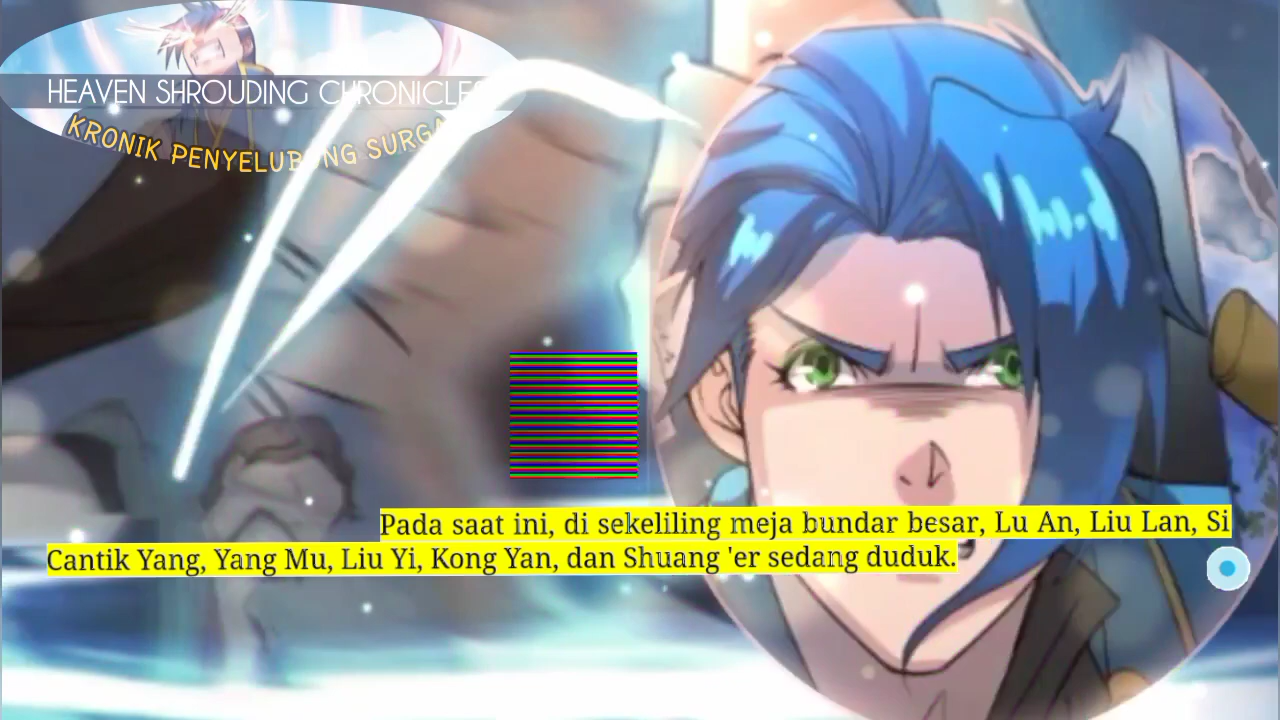 HEAVEN SHROUDING CHRONICLES
KRONIK PENYELUBUNG SURGA
Pada saat ini, di sekeliling meja bundar besar, Lu An, Liu Lan, Si
Cantik Yang, Yang Mu, Liu Yi, Kong Yan, dan Shuang 'er sedang duduk.